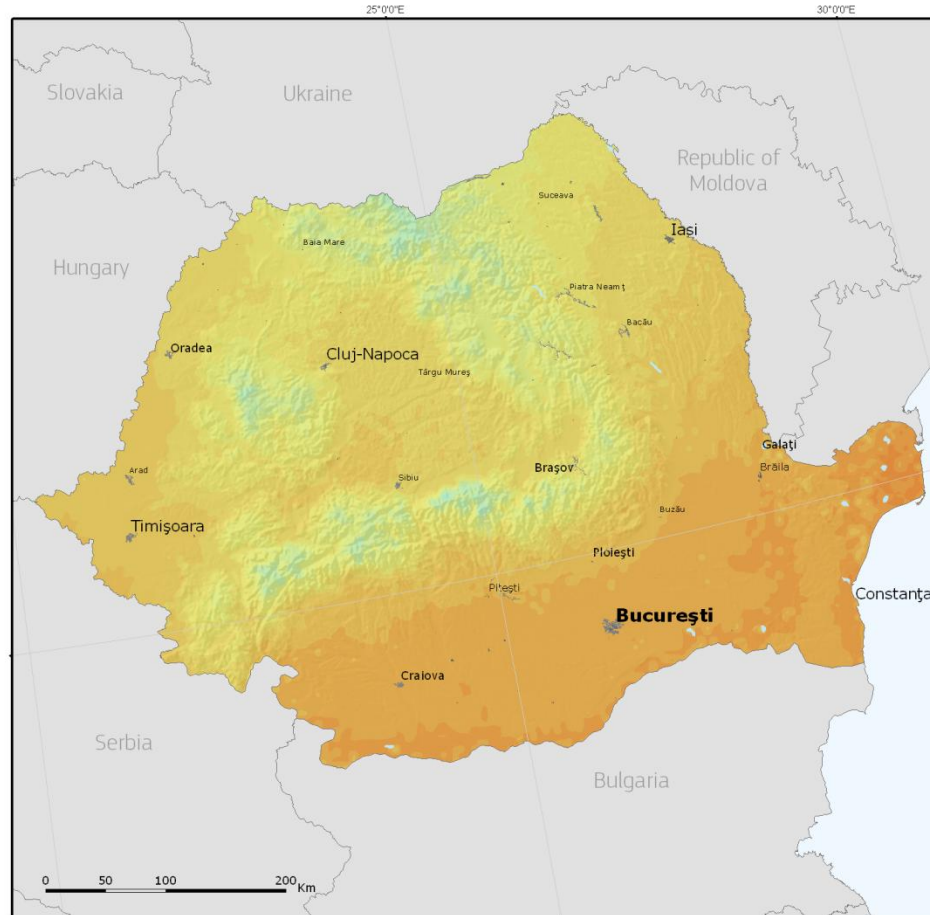 25°0'0"E
30°0'0"E
Slovakia
Ukraine
Republic of
Moldova
Suceava
Iași
Baia Mare
Hungary
Piatra Neamţ
Bacău
Oradea
Cluj-Napoca
Târgu Mureş
Galaţi
Brăila
Braşov
Arad
Sibiu
Buzău
Timişoara
Ploieşti
Piteşti
Constanţa
Bucureşti
Craiova
Serbia
Bulgaria
0 50 100 200 Km